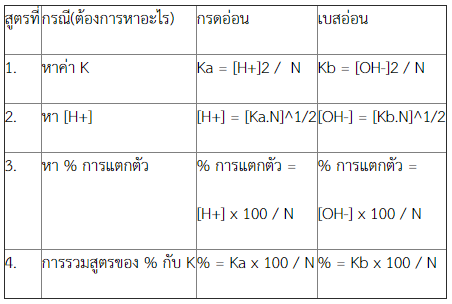 สูตรที่ กรณี(ต้องการหาอะไร) กรดอ่อน เบสอ่อน
1. หาค่า K Ka = [H+]2 / N Kb = [OH-]2 / N
2. หา [H+] [H+] = [Ka.N]^1/2 [OH-] = [Kb.N]^1/2
3. หา % การแตกตัว % การแตกตัว = % การแตกตัว =
[H+] x 100 / N [OH-] x 100 / N
4. การรวมสูตรของ % กับ K % = Ka x 100 / N % = Kb x 100 / N